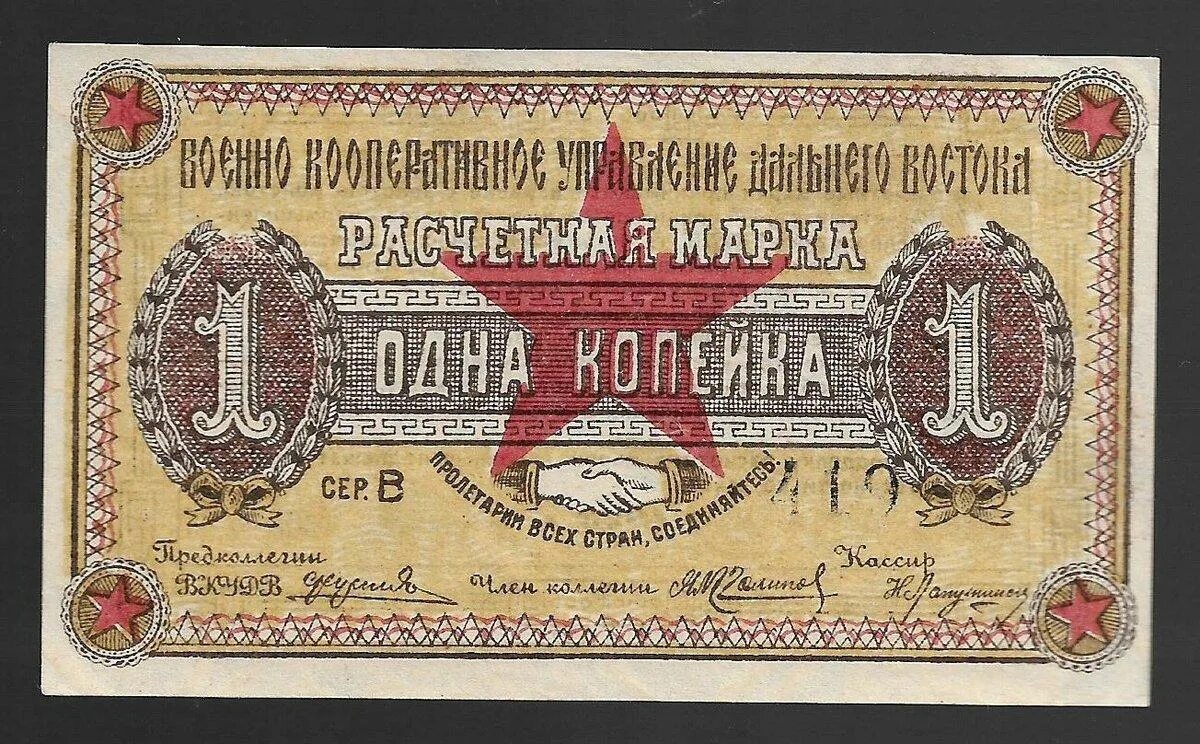 ВОЕННО КООПЕРАТИВНОЕ УПРАВЛЕНИЕ ДАЛЬНЕГО ВОСТОКА
РАСЧЕТНАЯ МАРКА
1 ОДНА КОПЕЙКА 1
СЕР. В
ПРОЛЕТАРИИ ВСЕХ СТРАН, СОЕДИНЯЙТЕСЬ!
419
Предколлегии
ВКУДВ
Член коллегии
Кассир